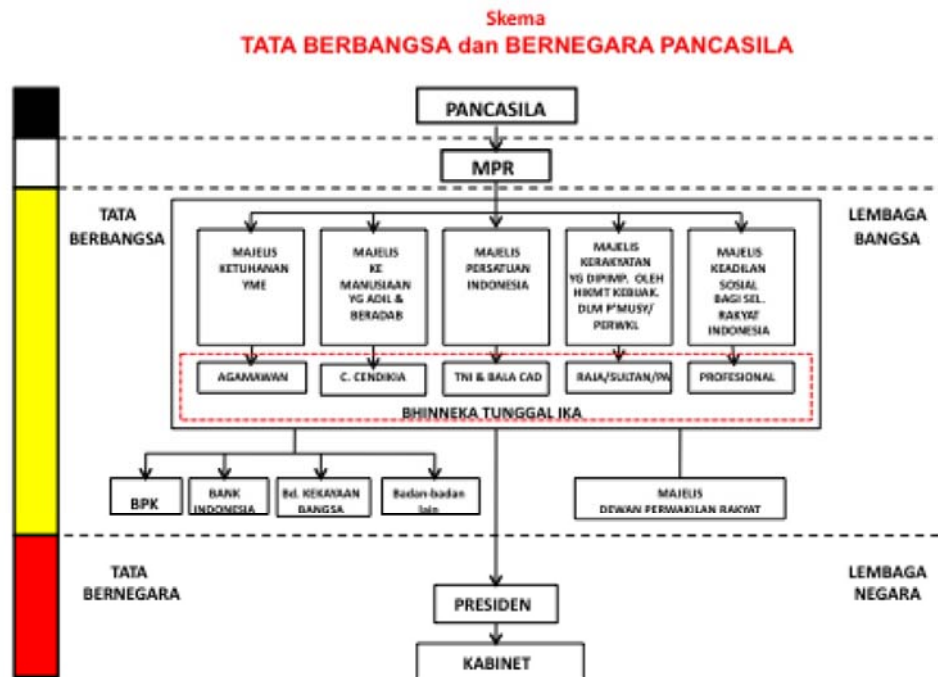 Skema
TATA BERBANGSA dan BERNEGARA PANCASILA
PANCASILA
MPR
TATA
BERBANGSA
LEMBAGA
BANGSA
MAJELIS
KETUHANAN
YME
MAJELIS
KE
MANUSIAAN
YG ADIL &
BERADAB
MAJELIS
PERSATUAN
INDONESIA
MAJELIS
KERAKYATAN
YG DIPIMP. OLEH
HIKMT KEBIJAK.
DLM P'MUSY/
PERWKL
MAJELIS
KEADILAN
SOSIAL
BAGI SEL.
RAKYAT
INDONESIA
AGAMAWAN
C. CENDIKIA
TNI & BALA CAD
RAJA/SULTAN/PA
PROFESIONAL
BHINNEKA TUNGGAL IKA
BPK
BANK
INDONESIA
Bd. KEKAYAAN
BANGSA
Badan-badan
lain
MAJELIS
DEWAN PERWAKILAN RAKYAT
TATA
BERNEGARA
LEMBAGA
NEGARA
PRESIDEN
KABINET